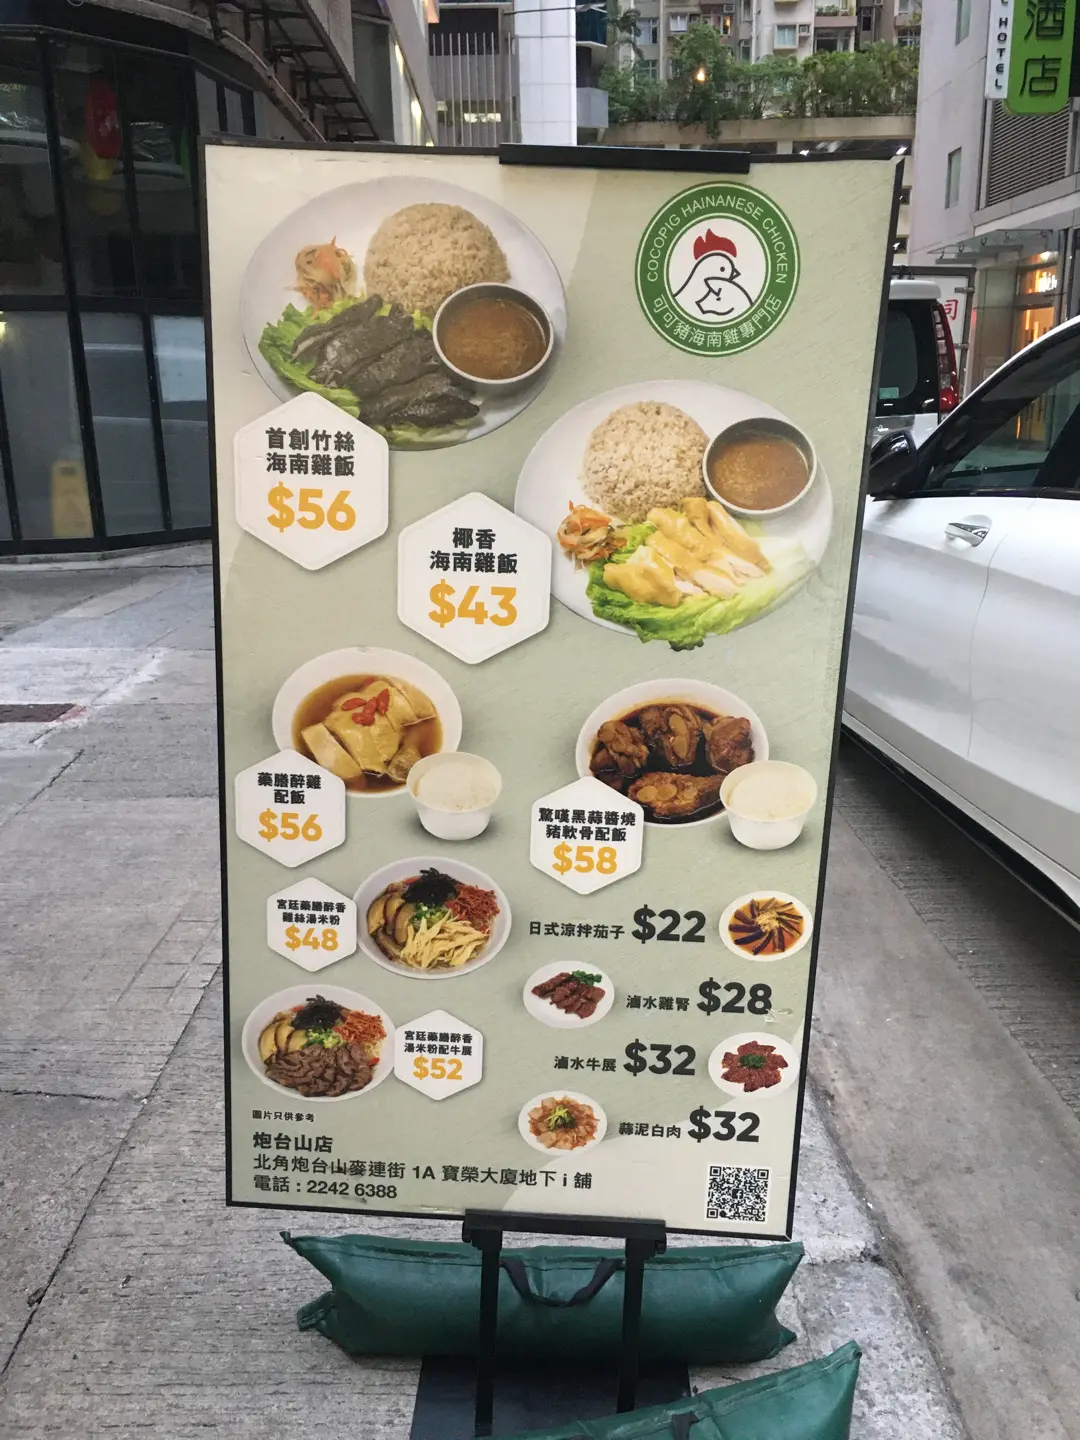 COCOPIG HAINANESE CHICKEN
可可豬海南雞專門店
首創竹絲
海南雞飯
$56
椰香
海南雞飯
$43
藥膳醉雞
配飯
$56
驚嘆黑蒜醬燒
豬軟骨配飯
$58
宮廷藥膳醉香
雞絲湯米粉
$48
日式涼拌茄子 $22
滷水雞腎 $28
宮廷藥膳醉香
湯米粉配牛展
$52
滷水牛展 $32
蒜泥白肉 $32
圖片只供參考
炮台山店
北角炮台山麥連街 1A 寶榮大廈地下 i 舖
電話 : 2242 6388
酒店
HOTEL
司